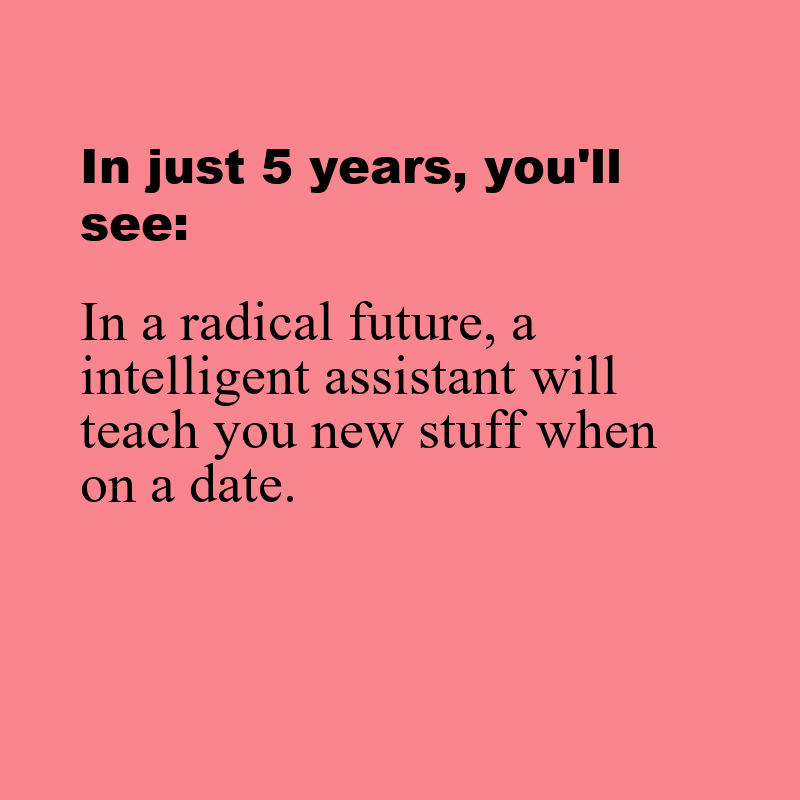 In just 5 years, you'll
see:
In a radical future, a
intelligent assistant will
teach you new stuff when
on a date.